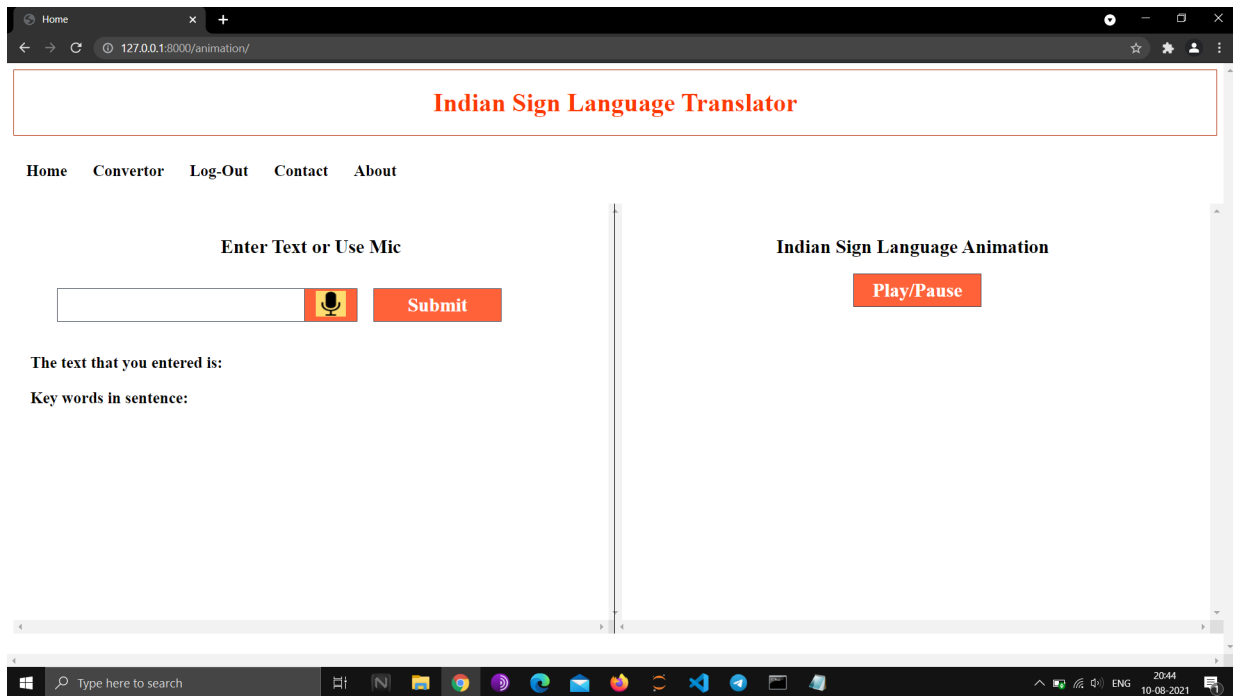 Home
127.0.0.1:8000/animation/
Indian Sign Language Translator
Home Convertor Log-Out Contact About
Enter Text or Use Mic
Submit
The text that you entered is:
Key words in sentence:
Indian Sign Language Animation
Play/Pause
Type here to search
ENG
20:44
10-08-2021
1